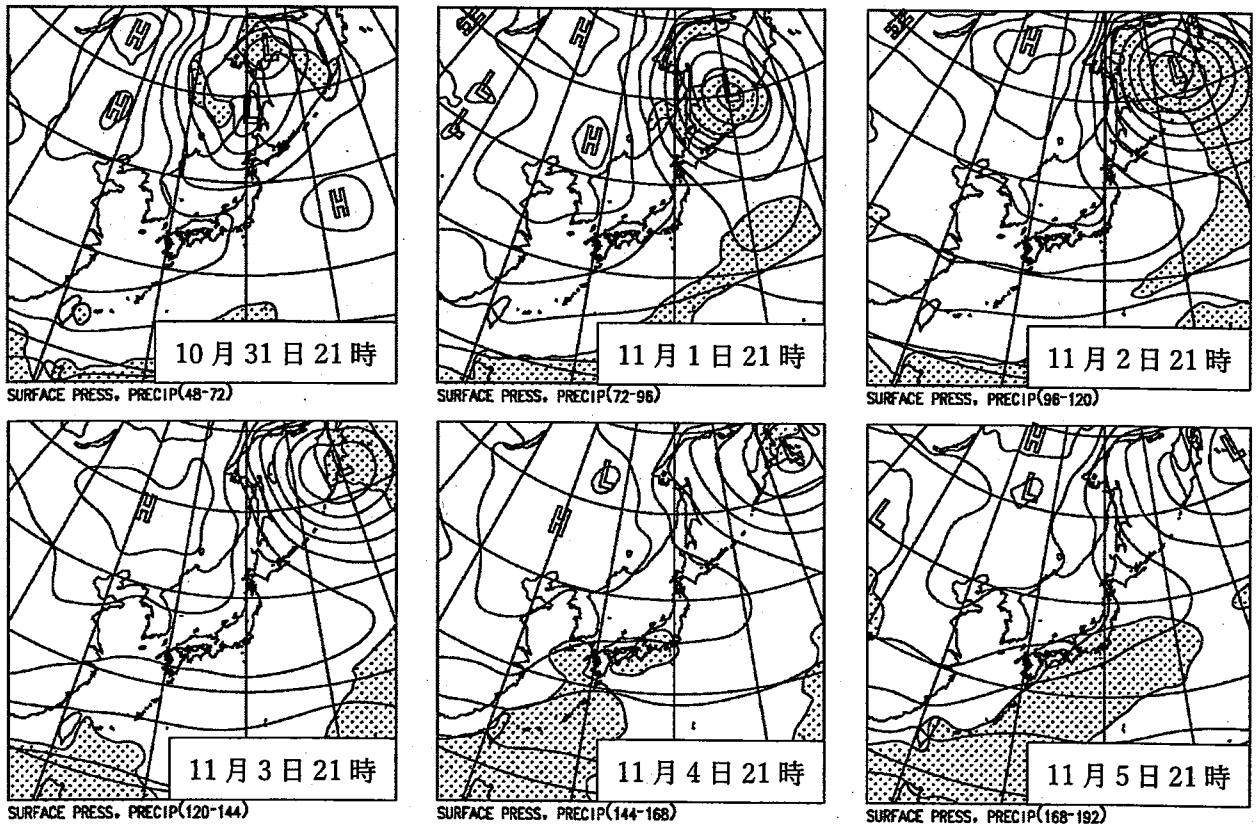 H
H
L
L
H
10月31日21時
SURFACE PRESS, PRECIP(48-72)
H
H
L
L
L
H
11月1日21時
SURFACE PRESS, PRECIP(72-96)
H
H
L
11月2日21時
SURFACE PRESS, PRECIP(96-120)
H
L
11月3日21時
SURFACE PRESS, PRECIP(120-144)
L
L
H
11月4日21時
SURFACE PRESS, PRECIP(144-168)
H
L
L
L
11月5日21時
SURFACE PRESS, PRECIP(168-192)